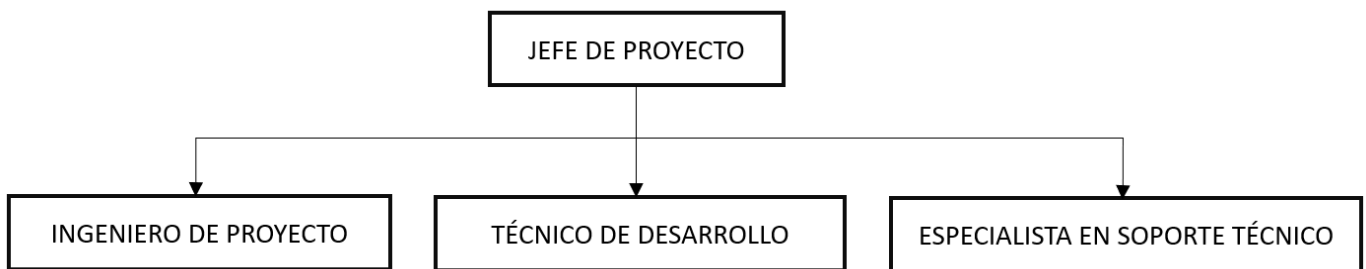 JEFE DE PROYECTO
INGENIERO DE PROYECTO
TÉCNICO DE DESARROLLO
ESPECIALISTA EN SOPORTE TÉCNICO